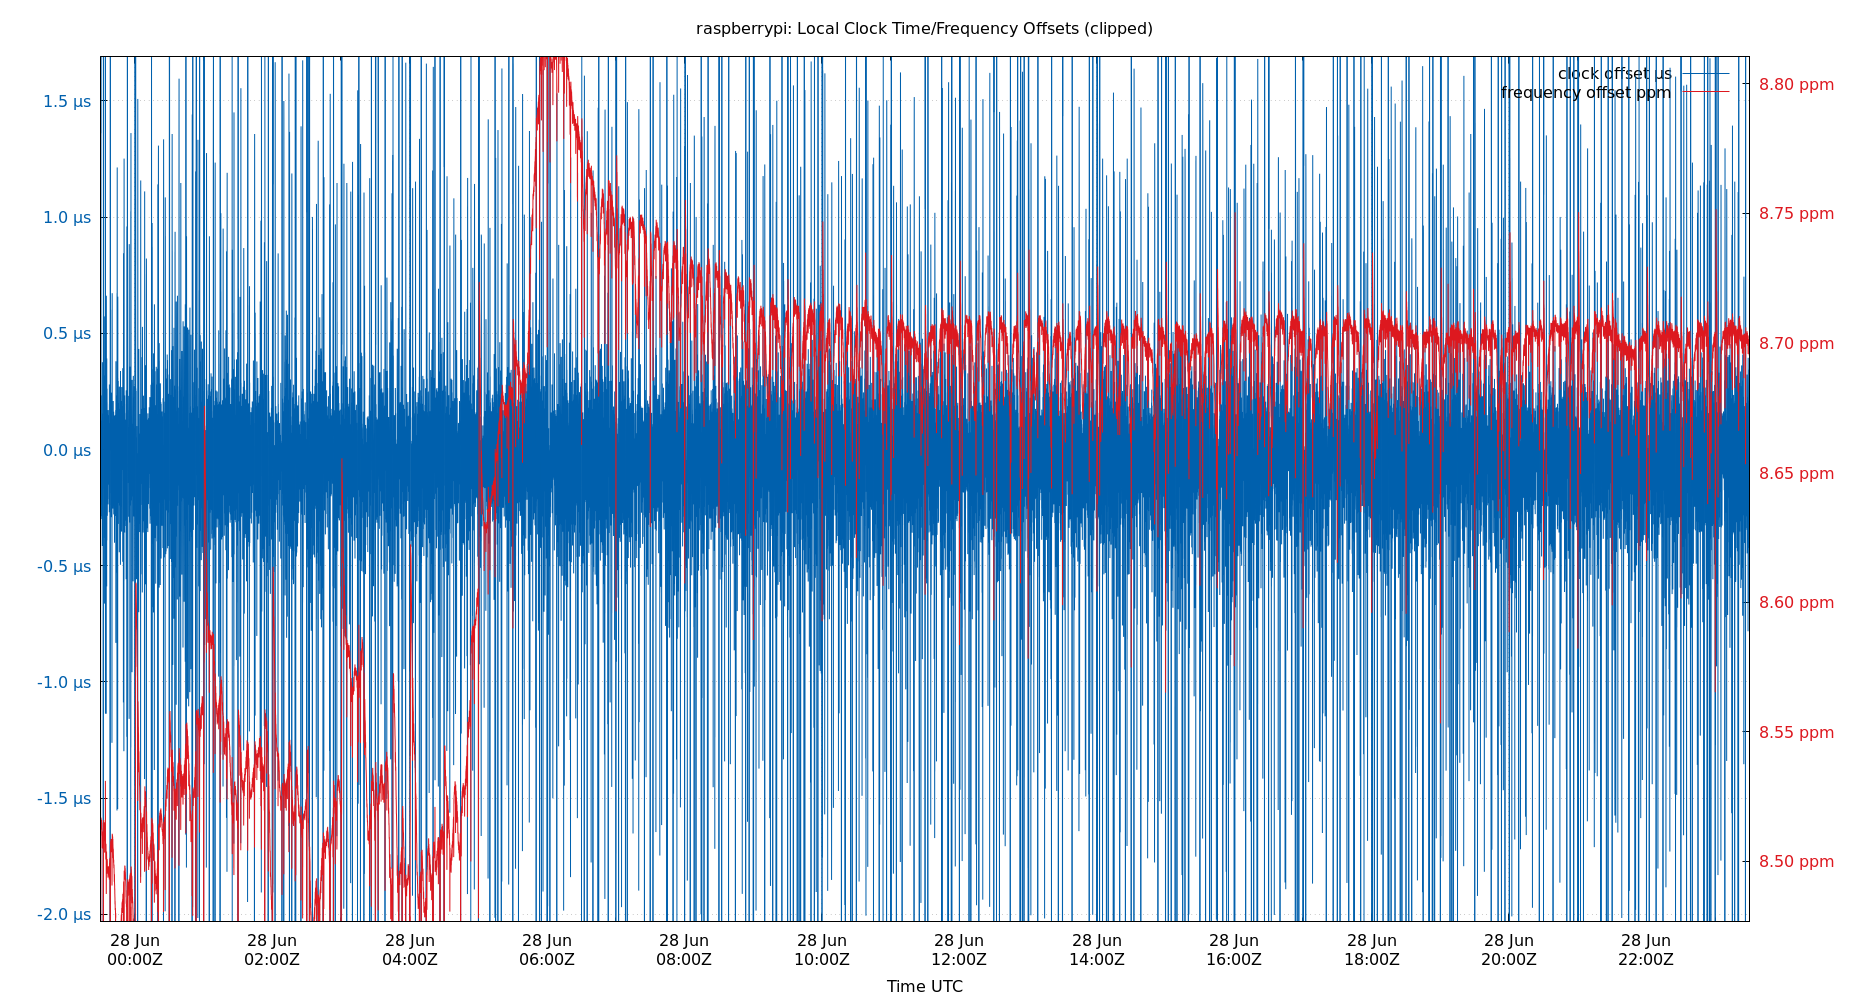 raspberrypi: Local Clock Time/Frequency Offsets (clipped)
clock offset µs
frequency offset ppm
1.5 µs
1.0 µs
0.5 µs
0.0 µs
-0.5 µs
-1.0 µs
-1.5 µs
-2.0 µs
8.80 ppm
8.75 ppm
8.70 ppm
8.65 ppm
8.60 ppm
8.55 ppm
8.50 ppm
28 Jun 28 Jun 28 Jun 28 Jun 28 Jun 28 Jun 28 Jun 28 Jun 28 Jun 28 Jun 28 Jun 28 Jun
00:00Z 02:00Z 04:00Z 06:00Z 08:00Z 10:00Z 12:00Z 14:00Z 16:00Z 18:00Z 20:00Z 22:00Z
Time UTC